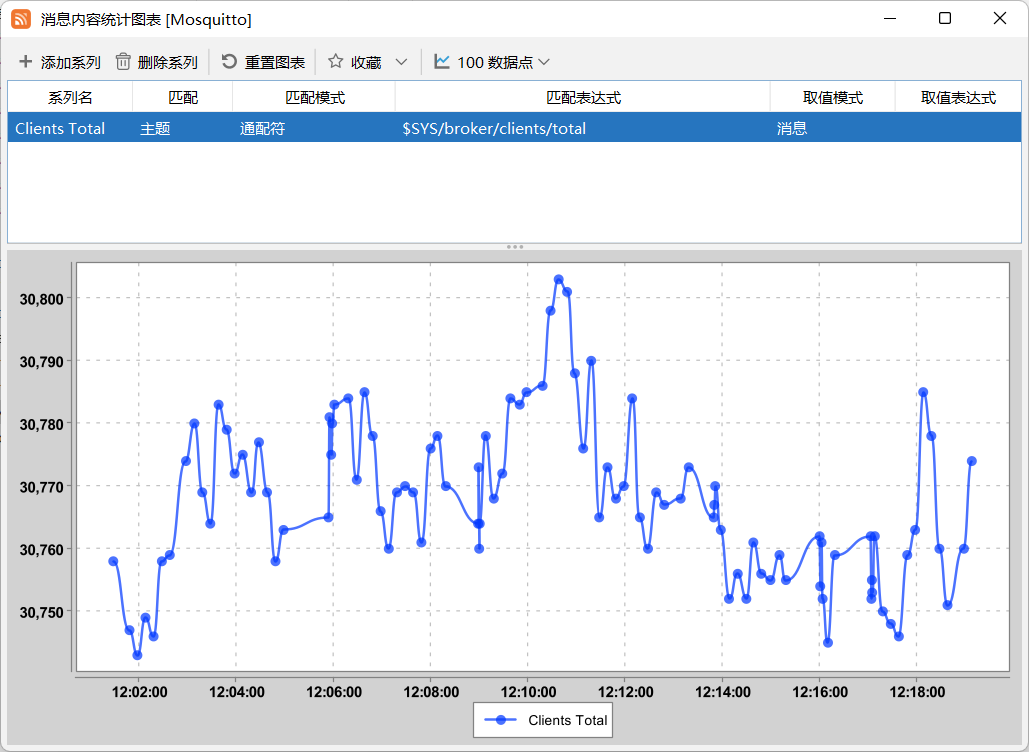 消息内容统计图表 [Mosquitto]
添加系列 删除系列 重置图表 收藏 100 数据点
系列名 匹配 匹配模式 匹配表达式 取值模式 取值表达式
Clients Total 主题 通配符 $SYS/broker/clients/total 消息
30,800
30,790
30,780
30,770
30,760
30,750
12:02:00 12:04:00 12:06:00 12:08:00 12:10:00 12:12:00 12:14:00 12:16:00 12:18:00
Clients Total